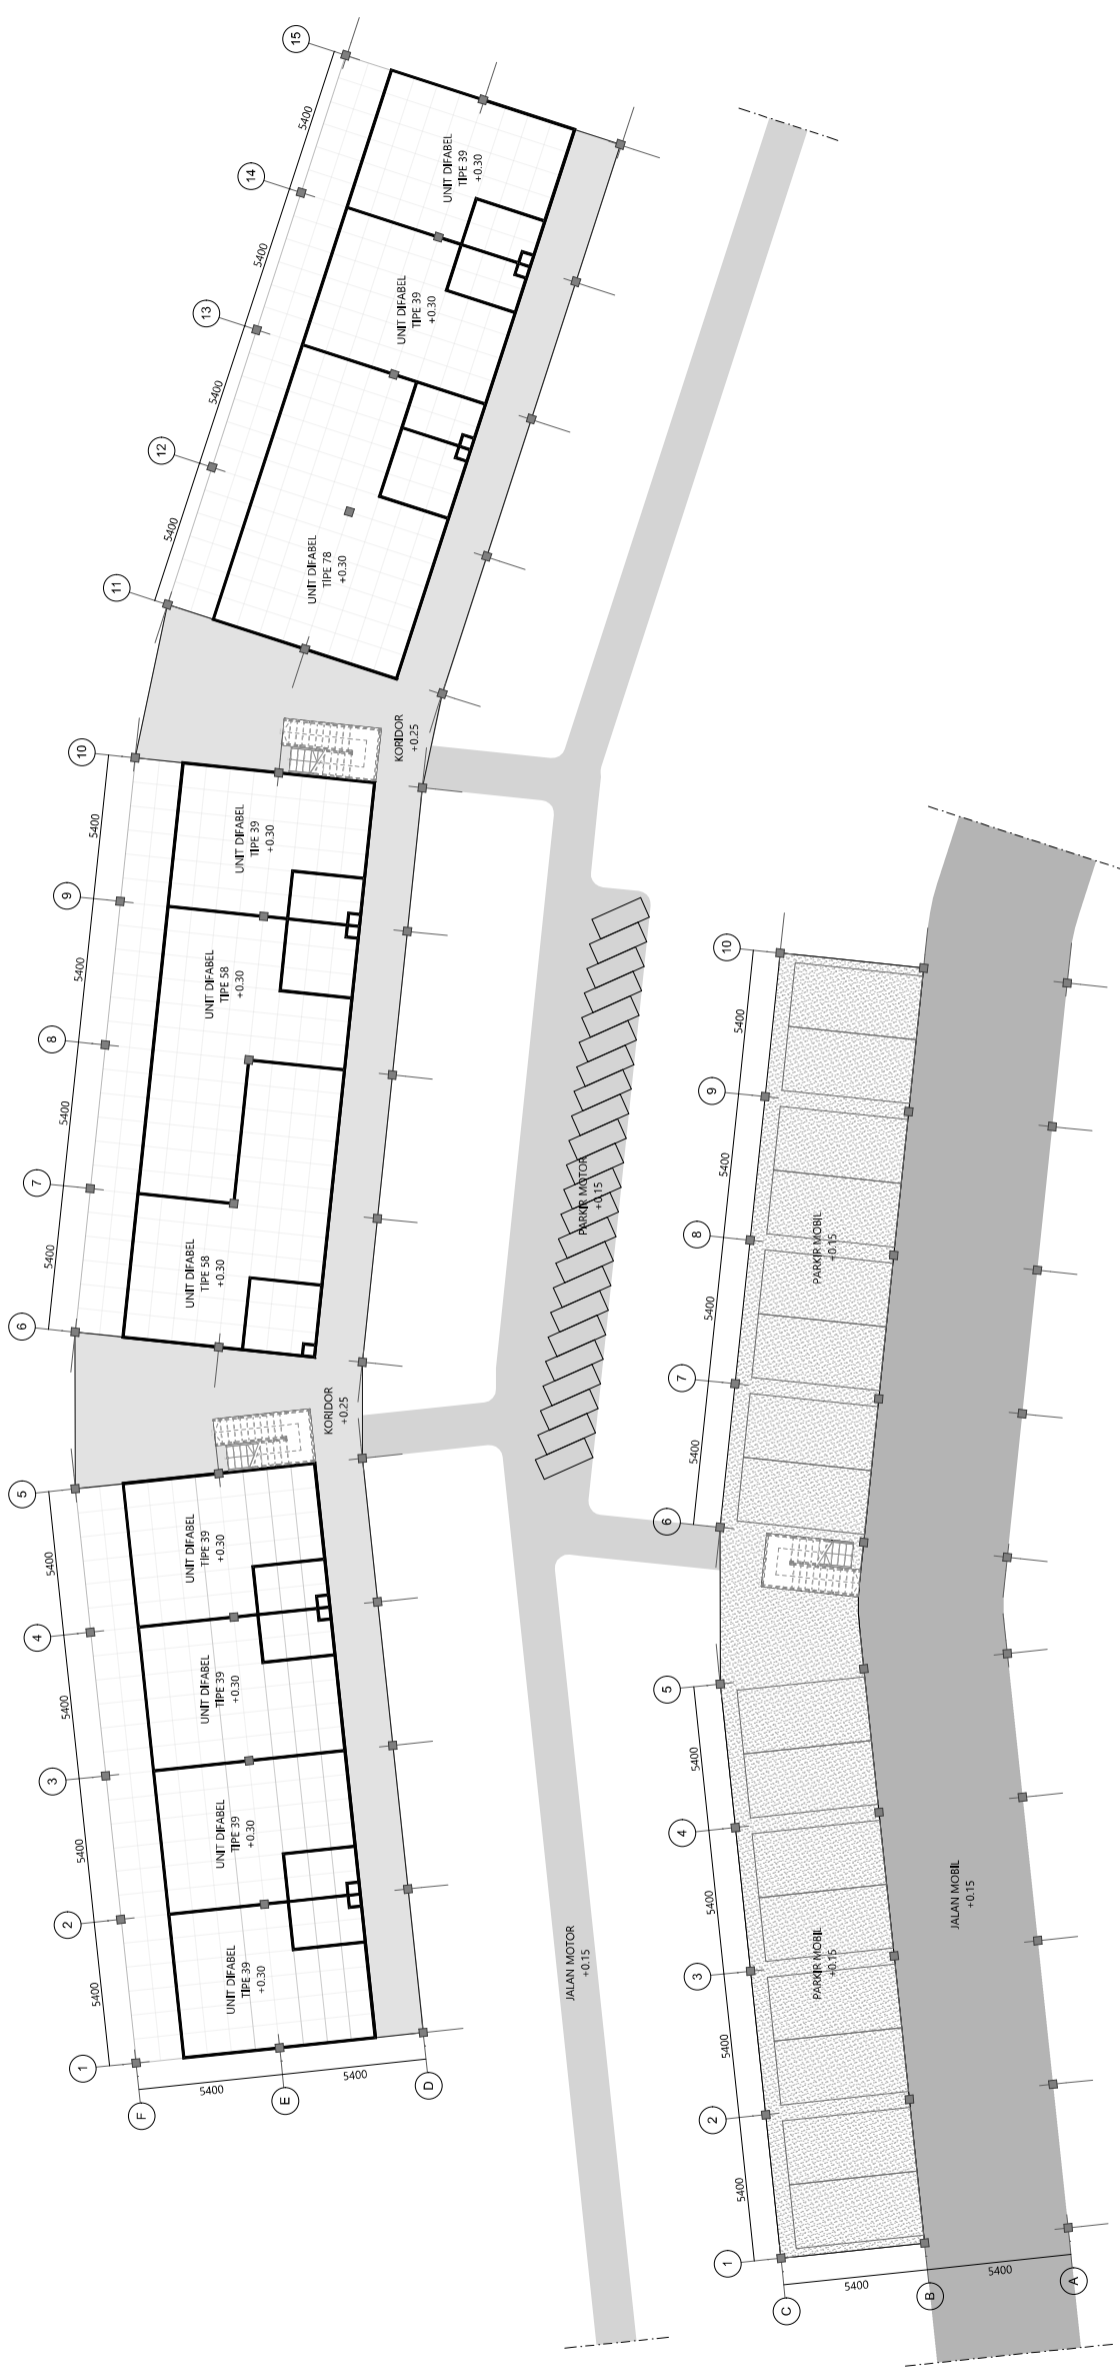 15
5400
14
5400
13
5400
12
5400
11
UNIT DIFABEL
TIPE 39
+0.30
UNIT DIFABEL
TIPE 39
+0.30
UNIT DIFABEL
TIPE 78
+0.30
KORIDOR
+0.25
10
5400
9
5400
8
5400
7
5400
6
UNIT DIFABEL
TIPE 39
+0.30
UNIT DIFABEL
TIPE 58
+0.30
UNIT DIFABEL
TIPE 58
+0.30
KORIDOR
+0.25
5
5400
4
5400
3
5400
2
5400
1
UNIT DIFABEL
TIPE 39
+0.30
UNIT DIFABEL
TIPE 39
+0.30
UNIT DIFABEL
TIPE 39
+0.30
UNIT DIFABEL
TIPE 39
+0.30
F
5400
E
5400
D
PARKIR MOTOR
+0.15
JALAN MOTOR
+0.15
10
5400
9
5400
8
5400
7
5400
6
PARKIR MOBIL
+0.15
5
5400
4
5400
3
5400
2
5400
1
PARKIR MOBIL
+0.15
JALAN MOBIL
+0.15
C
5400
B
5400
A